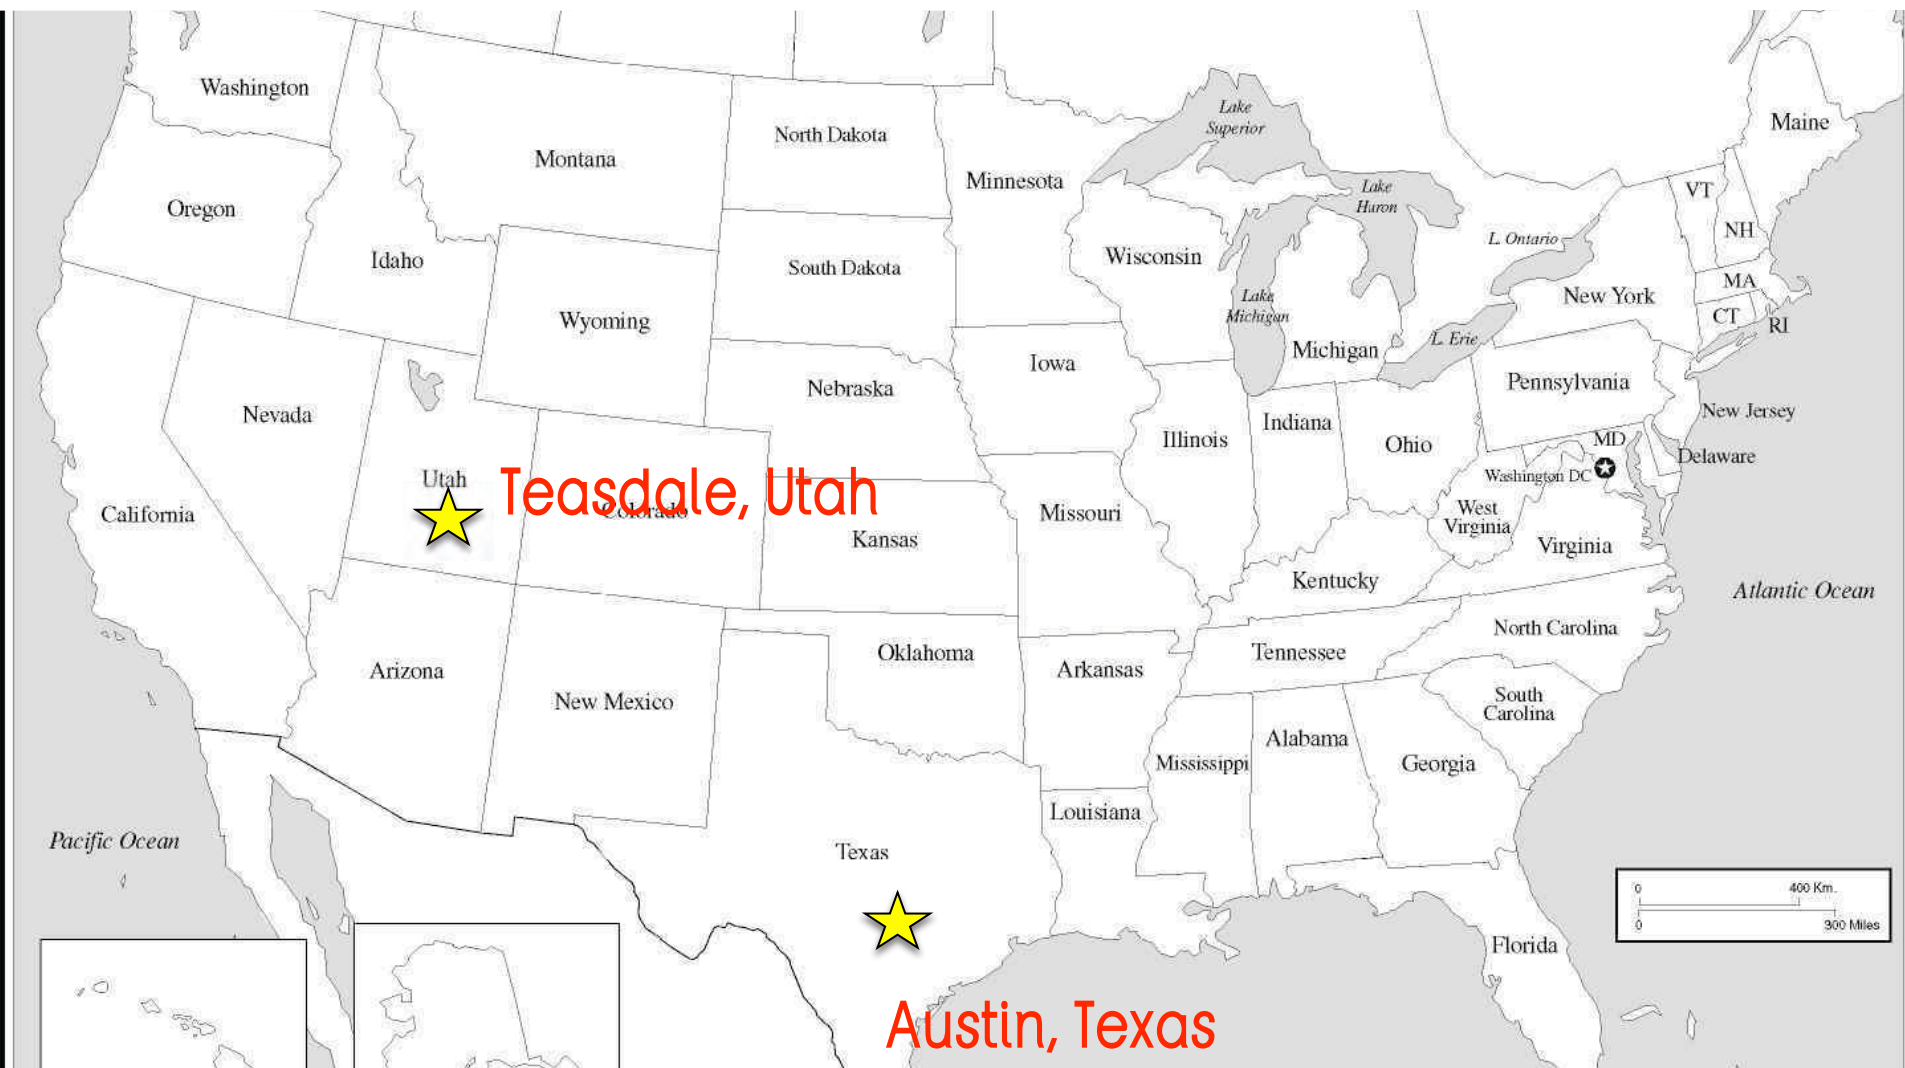 Washington
Montana
North Dakota
Minnesota
Lake
Superior
Maine
Oregon
Idaho
Wyoming
South Dakota
Wisconsin
Lake
Huron
L. Ontario
VT
NH
MA
New York
CT
RI
Lake
Michigan
Michigan
L. Erie
Iowa
Nebraska
Nevada
Pennsylvania
New Jersey
Illinois
Indiana
Ohio
MD
Delaware
Washington DC
Utah
Teasdale, Utah
Colorado
California
Kansas
Missouri
West
Virginia
Virginia
Kentucky
Atlantic Ocean
North Carolina
Tennessee
Arizona
New Mexico
Oklahoma
Arkansas
South
Carolina
Mississippi
Alabama
Georgia
Louisiana
Pacific Ocean
Texas
Florida
0 400 Km.
0 300 Miles
Austin, Texas